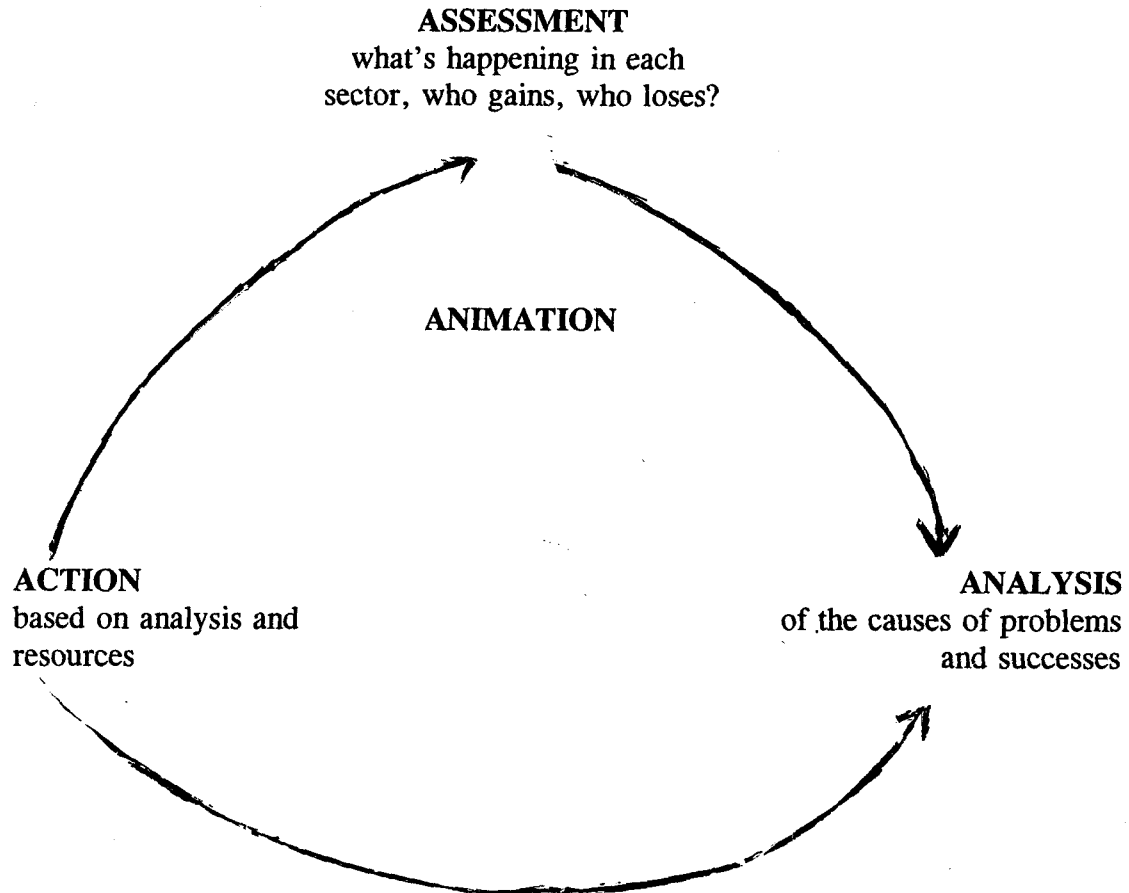 ASSESSMENT
what's happening in each
sector, who gains, who loses?
ANIMATION
ACTION
based on analysis and
resources
ANALYSIS
of the causes of problems
and successes